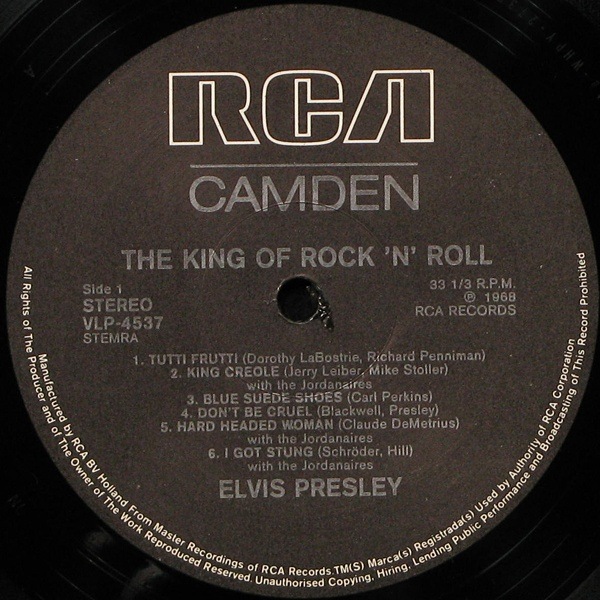 RCA
CAMDEN
THE KING OF ROCK 'N' ROLL
Side 1
STEREO
VLP-4537
STEMRA
33 1/3 R.P.M.
℗ 1968
RCA RECORDS
1. TUTTI FRUTTI (Dorothy LaBostrie, Richard Penniman)
2. KING CREOLE (Jerry Leiber, Mike Stoller)
with the Jordanaires
3. BLUE SUEDE SHOES (Carl Perkins)
4. DON'T BE CRUEL (Blackwell, Presley)
5. HARD HEADED WOMAN (Claude DeMetrius)
with the Jordanaires
6. I GOT STUNG (Schröder, Hill)
with the Jordanaires
ELVIS PRESLEY
Manufactured by RCA BV Holland From Master Recordings of RCA Records.TM(S) Marca(s) Registrada(s) Used by Authority of RCA Corporation
All Rights of The Producer and of The Owner of The Work Reproduced Reserved. Unauthorised Copying, Hiring, Lending Public Performance and Broadcasting of This Record Prohibited